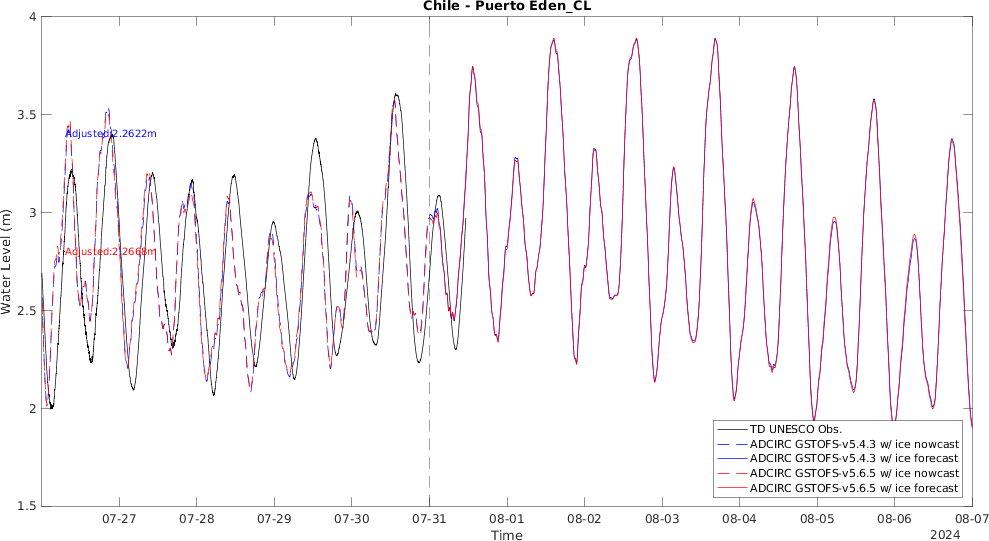 Chile - Puerto Eden_CL
4
3.5
3
2.5
2
1.5
Water Level (m)
Adjusted:2.2622m
Adjusted:2.2668m
TD UNESCO Obs.
ADCIRC GSTOFS-v5.4.3 w/ ice nowcast
ADCIRC GSTOFS-v5.4.3 w/ ice forecast
ADCIRC GSTOFS-v5.6.5 w/ ice nowcast
ADCIRC GSTOFS-v5.6.5 w/ ice forecast
07-27 07-28 07-29 07-30 07-31 08-01 08-02 08-03 08-04 08-05 08-06 08-07
Time
2024